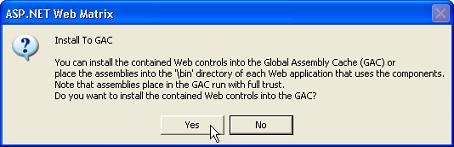 ASP.NET Web Matrix
Install To GAC
You can install the contained Web controls into the Global Assembly Cache (GAC) or
place the assemblies into the '\bin' directory of each Web application that uses the components.
Note that assemblies place in the GAC run with full trust.
Do you want to install the contained Web controls into the GAC?
Yes No